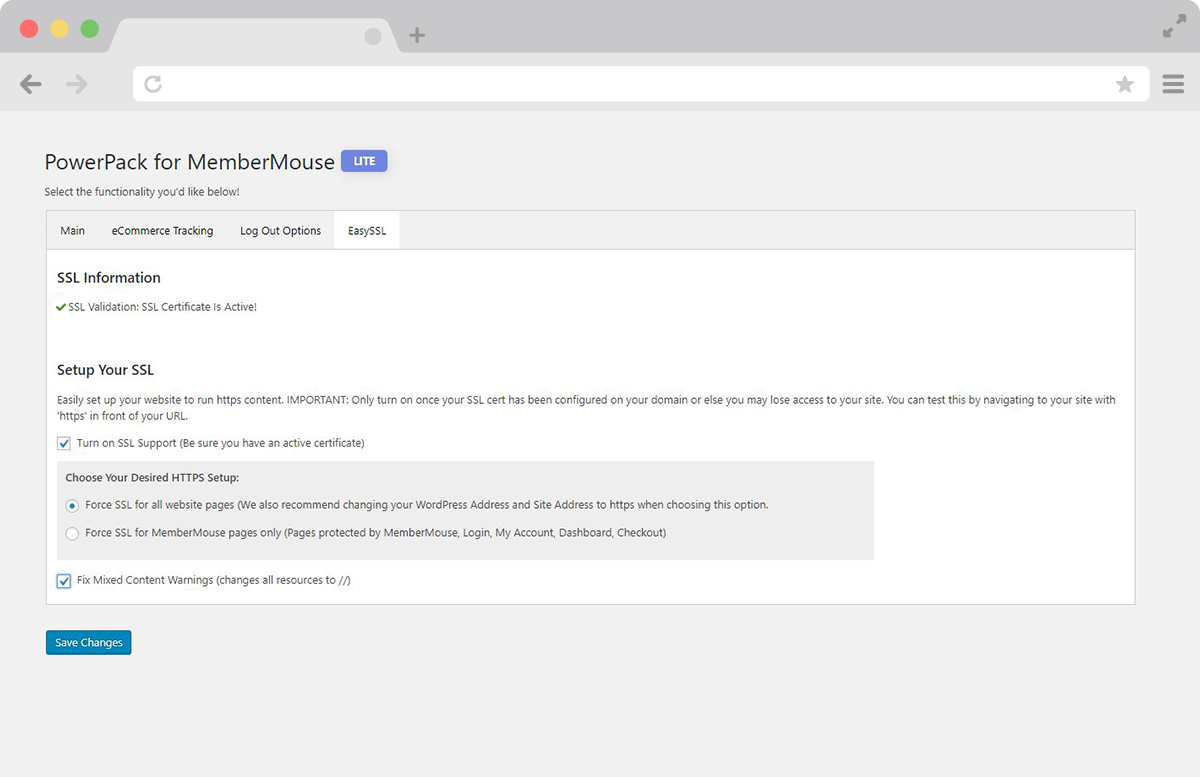 PowerPack for MemberMouse LITE
Select the functionality you'd like below!
Main eCommerce Tracking Log Out Options EasySSL
SSL Information
SSL Validation: SSL Certificate Is Active!
Setup Your SSL
Easily set up your website to run https content. IMPORTANT: Only turn on once your SSL cert has been configured on your domain or else you may lose access to your site. You can test this by navigating to your site with
'https' in front of your URL.
Turn on SSL Support (Be sure you have an active certificate)
Choose Your Desired HTTPS Setup:
Force SSL for all website pages (We also recommend changing your WordPress Address and Site Address to https when choosing this option.
Force SSL for MemberMouse pages only (Pages protected by MemberMouse, Login, My Account, Dashboard, Checkout)
Fix Mixed Content Warnings (changes all resources to //)
Save Changes